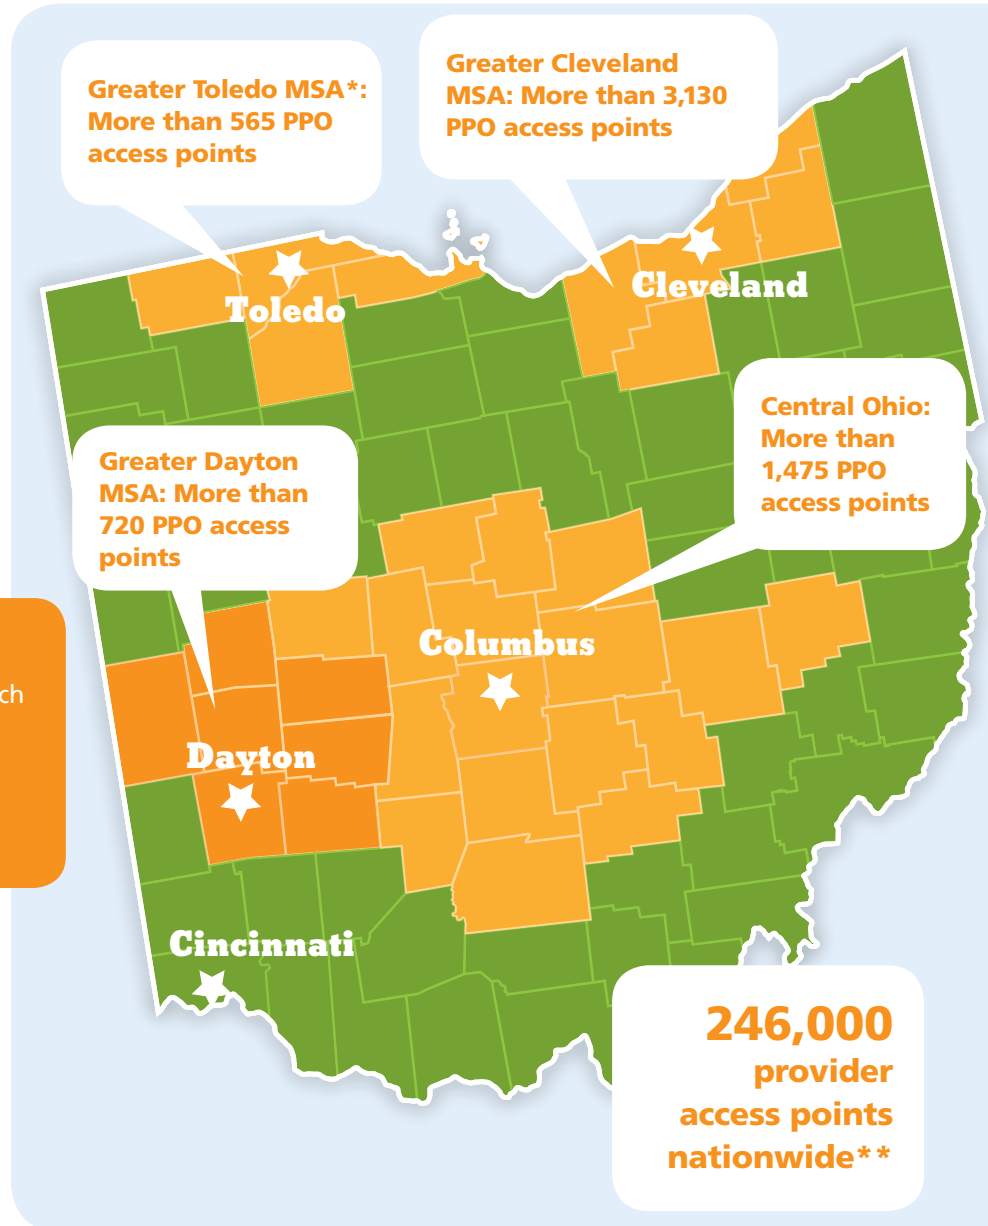 Greater Toledo MSA*:
More than 565 PPO
access points
Greater Cleveland
MSA: More than 3,130
PPO access points
Toledo
Cleveland
Central Ohio:
More than
1,475 PPO
access points
Greater Dayton
MSA: More than
720 PPO access
points
Columbus
ch
Dayton
Cincinnati
246,000
provider
access points
nationwide**